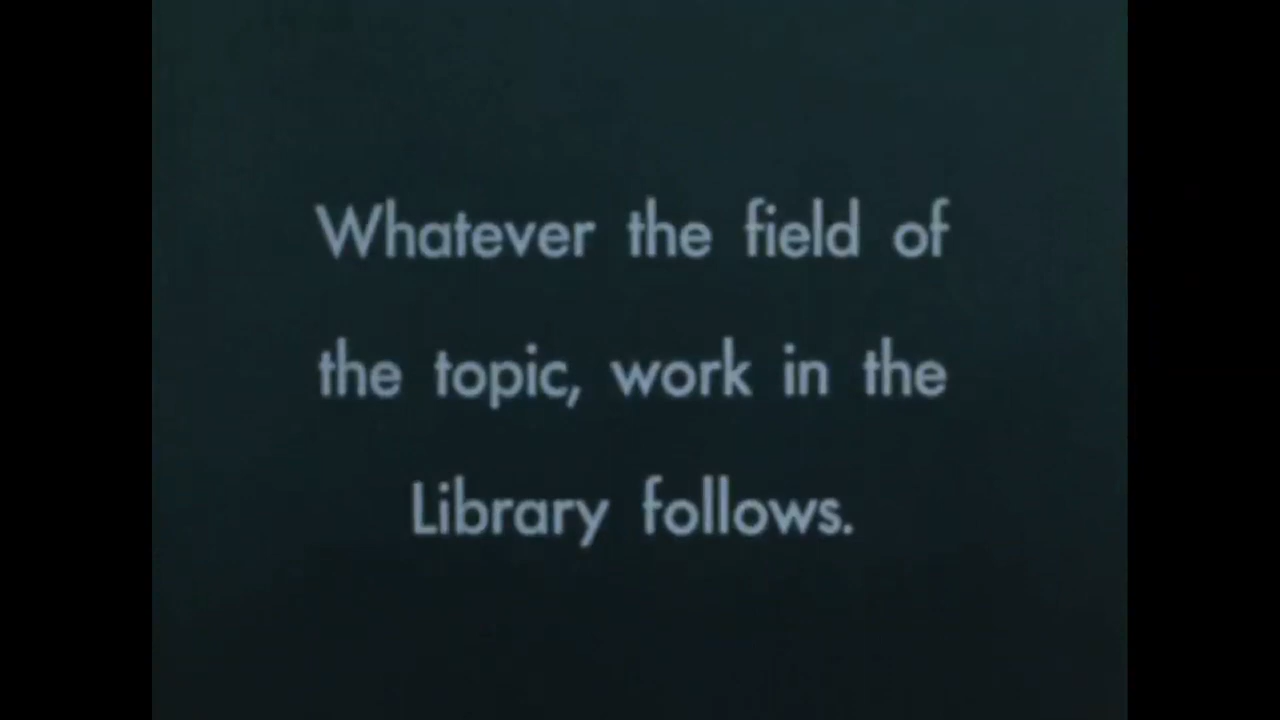 Whatever the field of
the topic, work in the
Library follows.